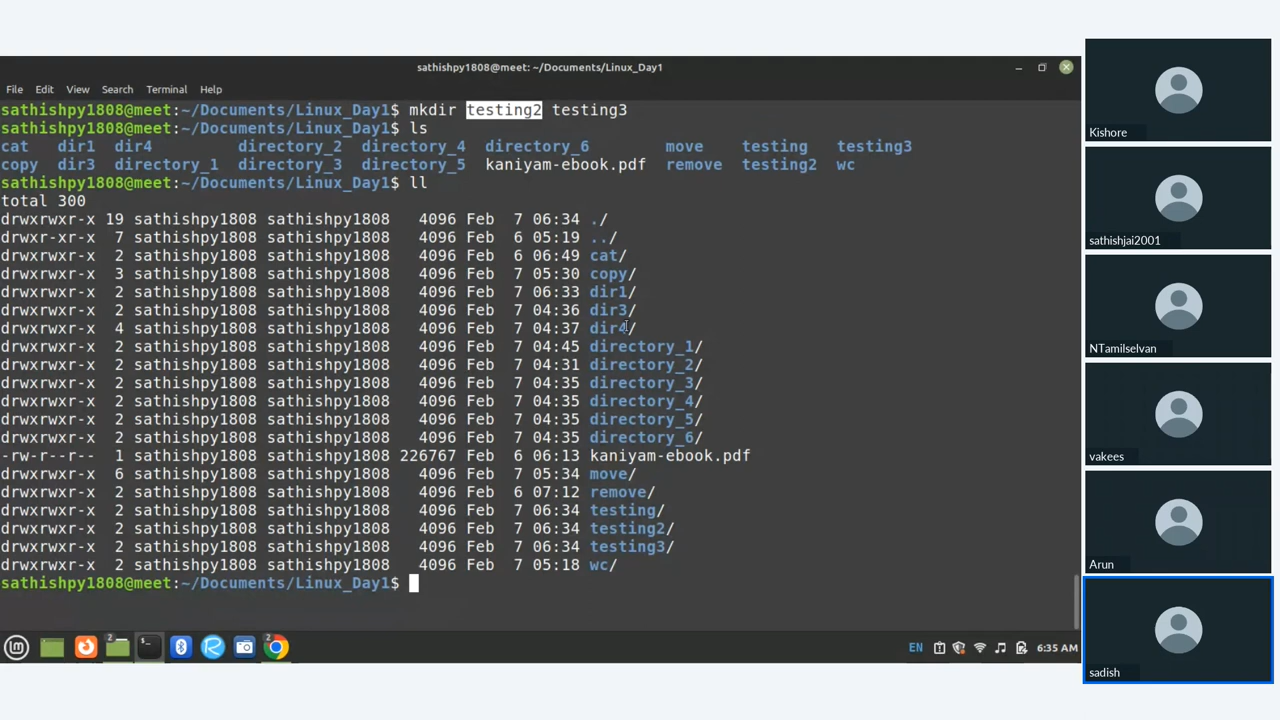 sathishpy1808@meet: ~/Documents/Linux_Day1
File Edit View Search Terminal Help
sathishpy1808@meet:~/Documents/Linux_Day1$ mkdir testing2 testing3
sathishpy1808@meet:~/Documents/Linux_Day1$ ls
cat dir1 dir4 directory_2 directory_4 directory_6 move testing testing3
copy dir3 directory_1 directory_3 directory_5 kaniyam-ebook.pdf remove testing2 wc
sathishpy1808@meet:~/Documents/Linux_Day1$ ll
total 300
drwxrwxr-x 19 sathishpy1808 sathishpy1808 4096 Feb 7 06:34 ./
drwxr-xr-x 7 sathishpy1808 sathishpy1808 4096 Feb 6 05:19 ../
drwxrwxr-x 2 sathishpy1808 sathishpy1808 4096 Feb 6 06:49 cat/
drwxrwxr-x 3 sathishpy1808 sathishpy1808 4096 Feb 7 05:30 copy/
drwxrwxr-x 2 sathishpy1808 sathishpy1808 4096 Feb 7 06:33 dir1/
drwxrwxr-x 2 sathishpy1808 sathishpy1808 4096 Feb 7 04:36 dir3/
drwxrwxr-x 4 sathishpy1808 sathishpy1808 4096 Feb 7 04:37 dir4/
drwxrwxr-x 2 sathishpy1808 sathishpy1808 4096 Feb 7 04:45 directory_1/
drwxrwxr-x 2 sathishpy1808 sathishpy1808 4096 Feb 7 04:31 directory_2/
drwxrwxr-x 2 sathishpy1808 sathishpy1808 4096 Feb 7 04:35 directory_3/
drwxrwxr-x 2 sathishpy1808 sathishpy1808 4096 Feb 7 04:35 directory_4/
drwxrwxr-x 2 sathishpy1808 sathishpy1808 4096 Feb 7 04:35 directory_5/
drwxrwxr-x 2 sathishpy1808 sathishpy1808 4096 Feb 7 04:35 directory_6/
-rw-r--r-- 1 sathishpy1808 sathishpy1808 226767 Feb 6 06:13 kaniyam-ebook.pdf
drwxrwxr-x 6 sathishpy1808 sathishpy1808 4096 Feb 7 05:34 move/
drwxrwxr-x 2 sathishpy1808 sathishpy1808 4096 Feb 6 07:12 remove/
drwxrwxr-x 2 sathishpy1808 sathishpy1808 4096 Feb 7 06:34 testing/
drwxrwxr-x 2 sathishpy1808 sathishpy1808 4096 Feb 7 06:34 testing2/
drwxrwxr-x 2 sathishpy1808 sathishpy1808 4096 Feb 7 06:34 testing3/
drwxrwxr-x 2 sathishpy1808 sathishpy1808 4096 Feb 7 05:18 wc/
sathishpy1808@meet:~/Documents/Linux_Day1$
2 2 EN 6:35 AM
Kishore
sathishjai2001
NTamilselvan
vakees
Arun
sadish